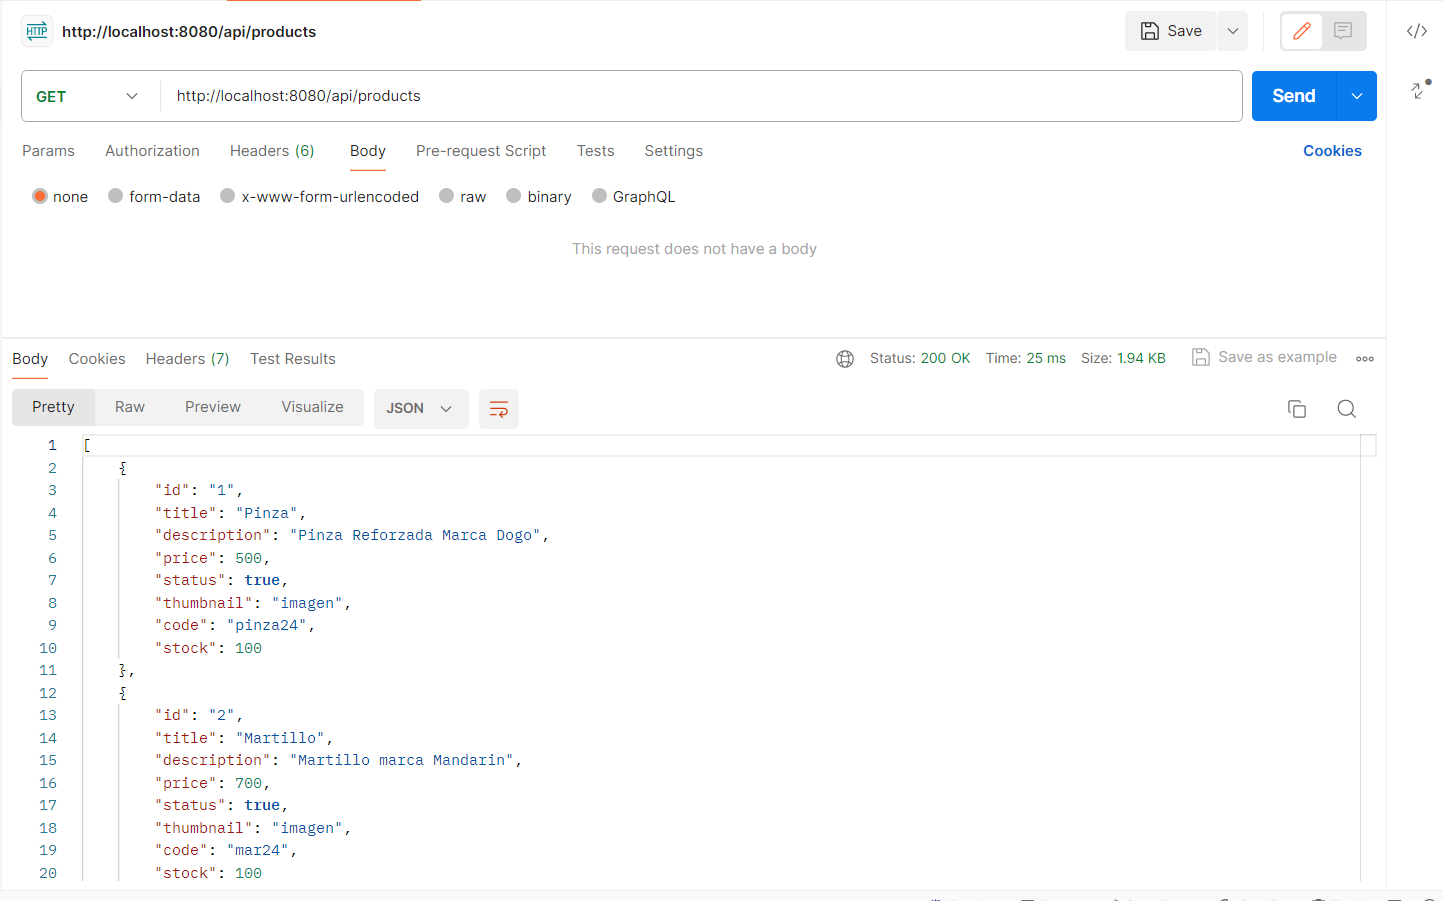 HTTP http://localhost:8080/api/products Save
GET http://localhost:8080/api/products Send
Params Authorization Headers (6) Body Pre-request Script Tests Settings Cookies
none form-data x-www-form-urlencoded raw binary GraphQL
This request does not have a body
Body Cookies Headers (7) Test Results Status: 200 OK Time: 25 ms Size: 1.94 KB Save as example
Pretty Raw Preview Visualize JSON
1 [
2 {
3 "id": "1",
4 "title": "Pinza",
5 "description": "Pinza Reforzada Marca Dogo",
6 "price": 500,
7 "status": true,
8 "thumbnail": "imagen",
9 "code": "pinza24",
10 "stock": 100
11 },
12 {
13 "id": "2",
14 "title": "Martillo",
15 "description": "Martillo marca Mandarin",
16 "price": 700,
17 "status": true,
18 "thumbnail": "imagen",
19 "code": "mar24",
20 "stock": 100